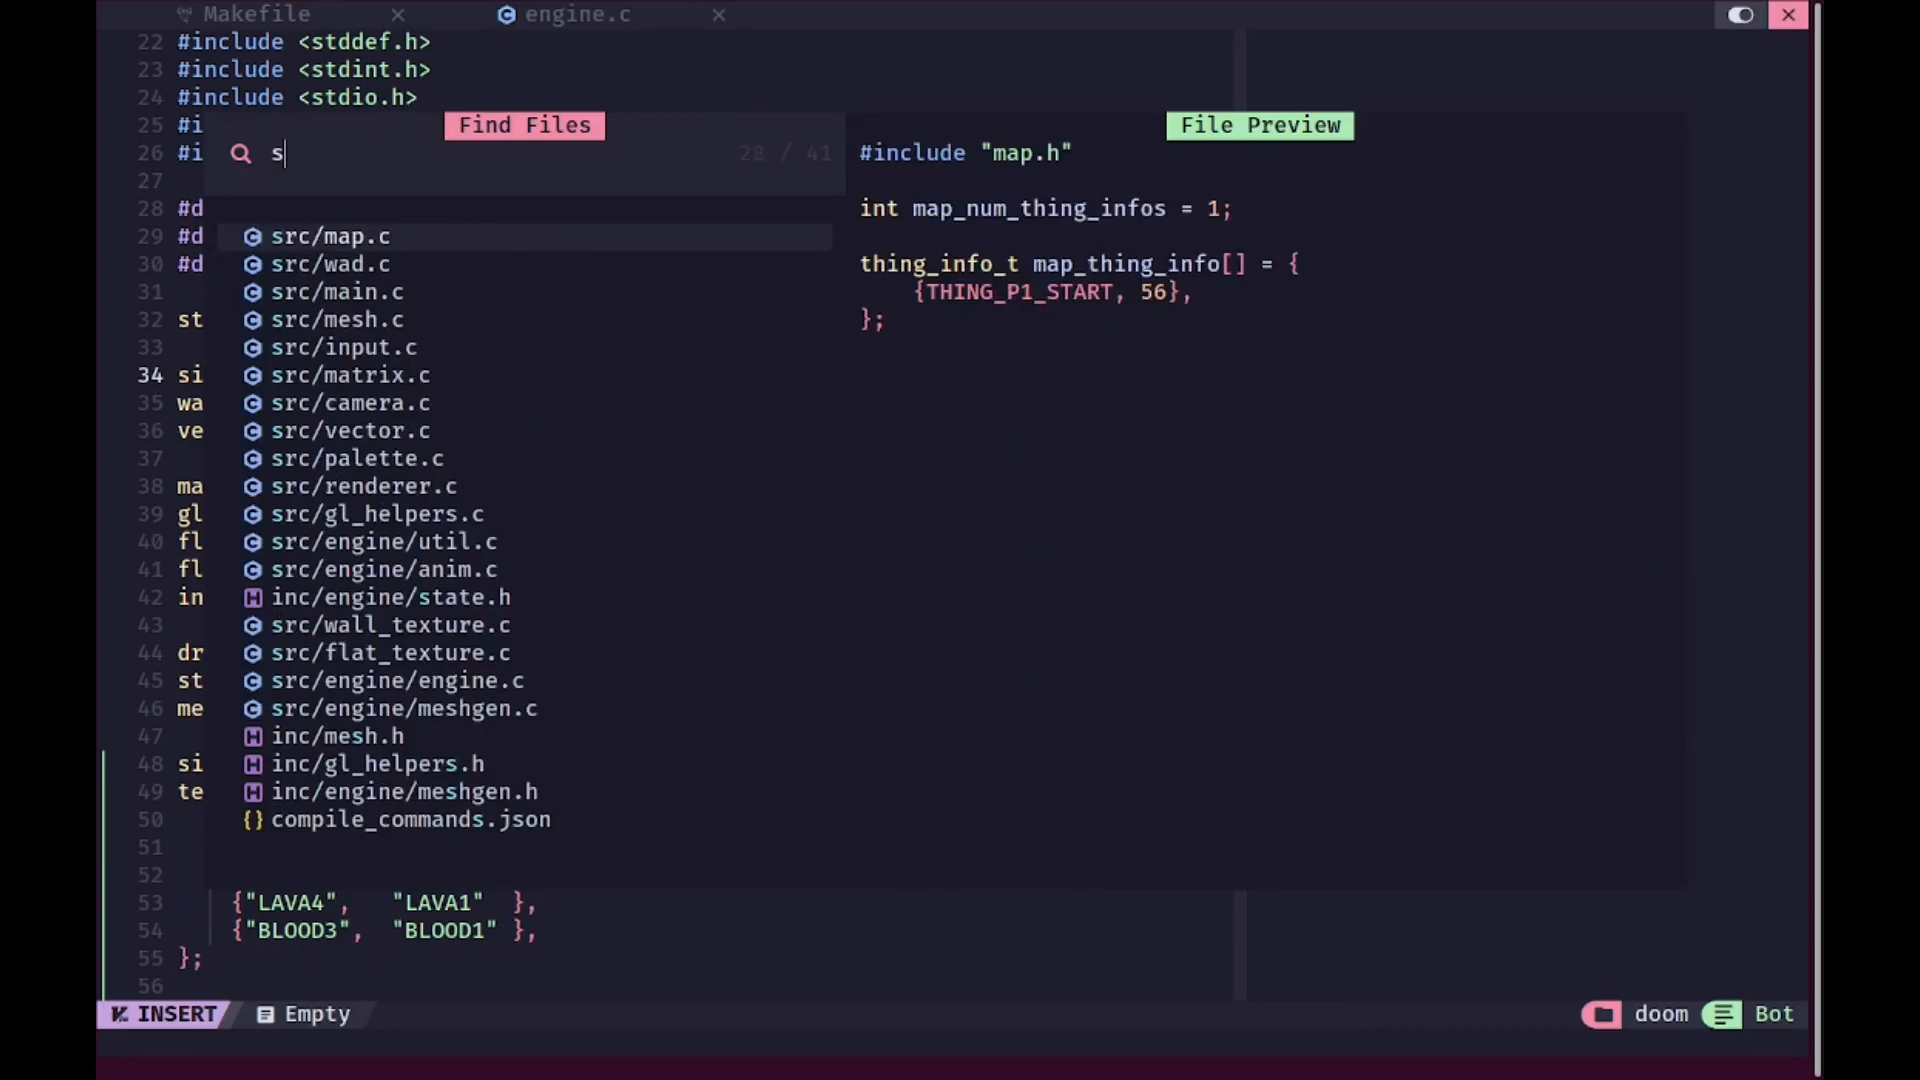 Makefile
engine.c
22 #include <stddef.h>
23 #include <stdint.h>
24 #include <stdio.h>
25 #i
26 #i
27
28 #d
29 #d
30 #d
31
32 st
33
34 si
35 wa
36 ve
37
38 ma
39 gl
40 fl
41 fl
42 in
43
44 dr
45 st
46 me
47
48 si
49 te
50
51
52
53 {"LAVA4", "LAVA1" },
54 {"BLOOD3", "BLOOD1" },
55 };
56
Find Files
s
/ 41
src/map.c
src/wad.c
src/main.c
src/mesh.c
src/input.c
src/matrix.c
src/camera.c
src/vector.c
src/palette.c
src/renderer.c
src/gl_helpers.c
src/engine/util.c
src/engine/anim.c
inc/engine/state.h
src/wall_texture.c
src/flat_texture.c
src/engine/engine.c
src/engine/meshgen.c
inc/mesh.h
inc/gl_helpers.h
inc/engine/meshgen.h
{} compile_commands.json
File Preview
#include "map.h"
int map_num_thing_infos = 1;
thing_info_t map_thing_info[] = {
{THING_P1_START, 56},
};
INSERT
Empty
doom
Bot